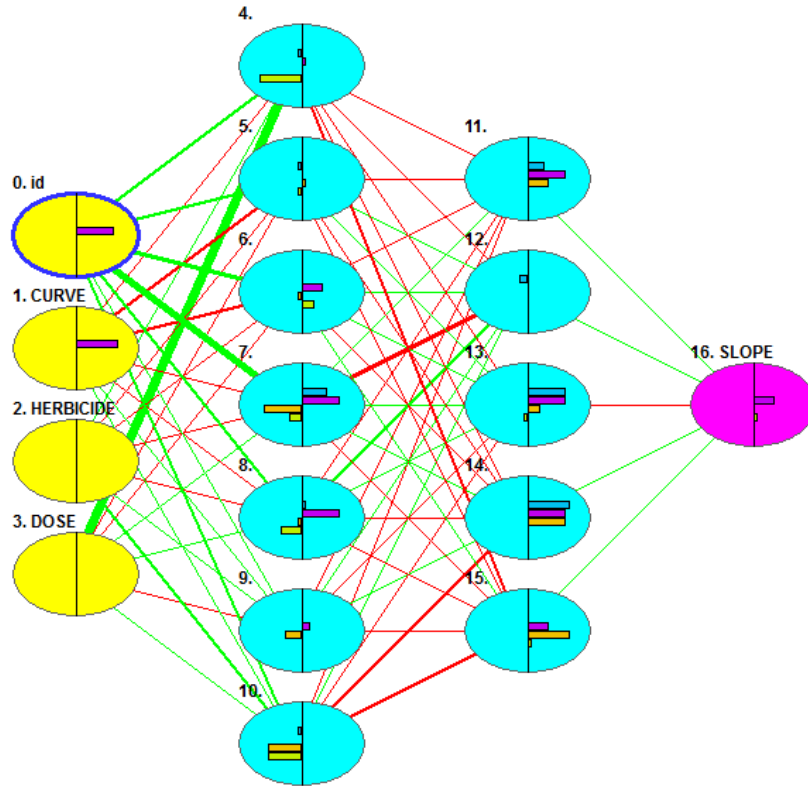 4.
5.
11.
0. id
6.
12.
1. CURVE
7.
13.
16. SLOPE
2. HERBICIDE
8.
14.
3. DOSE
9.
15.
10.